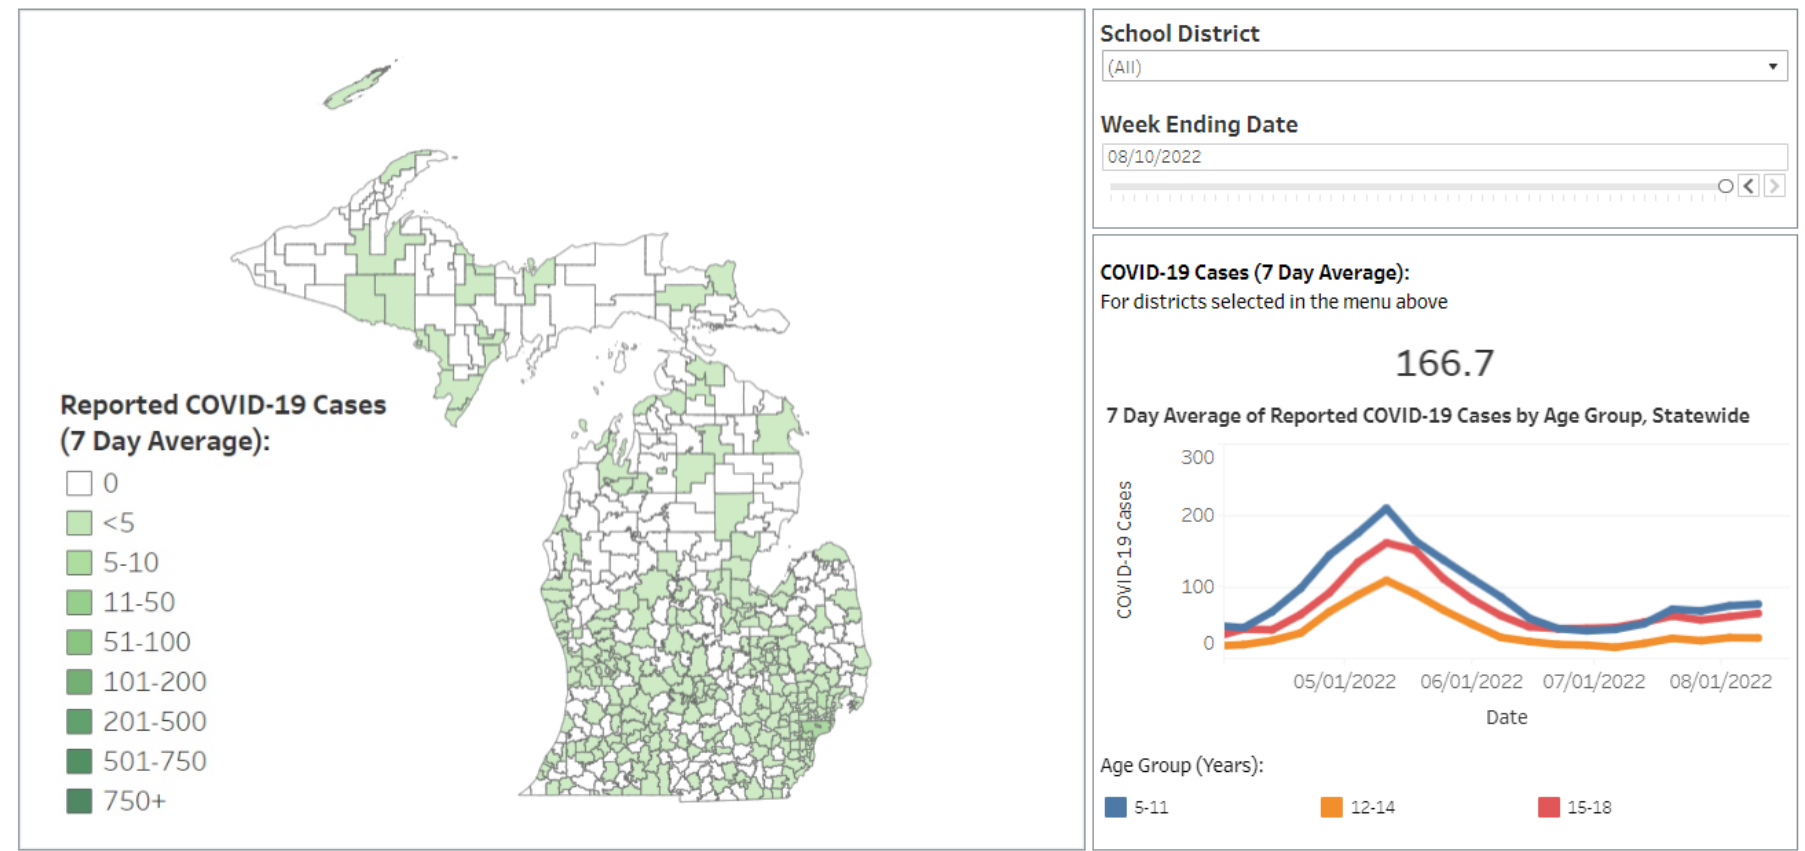 Reported COVID-19 Cases
(7 Day Average):
0
<5
5-10
11-50
51-100
101-200
201-500
501-750
750+
School District
(All)
Week Ending Date
08/10/2022
COVID-19 Cases (7 Day Average):
For districts selected in the menu above
166.7
7 Day Average of Reported COVID-19 Cases by Age Group, Statewide
COVID-19 Cases
300
200
100
0
05/01/2022 06/01/2022 07/01/2022 08/01/2022
Date
Age Group (Years):
5-11 12-14 15-18